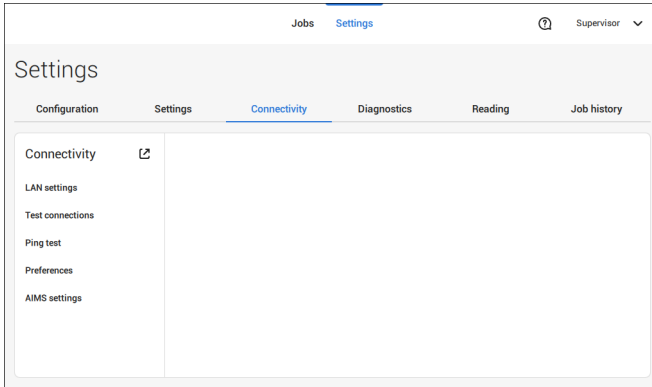 Jobs Settings Supervisor
Settings
Configuration Settings Connectivity Diagnostics Reading Job history
Connectivity
LAN settings
Test connections
Ping test
Preferences
AIMS settings